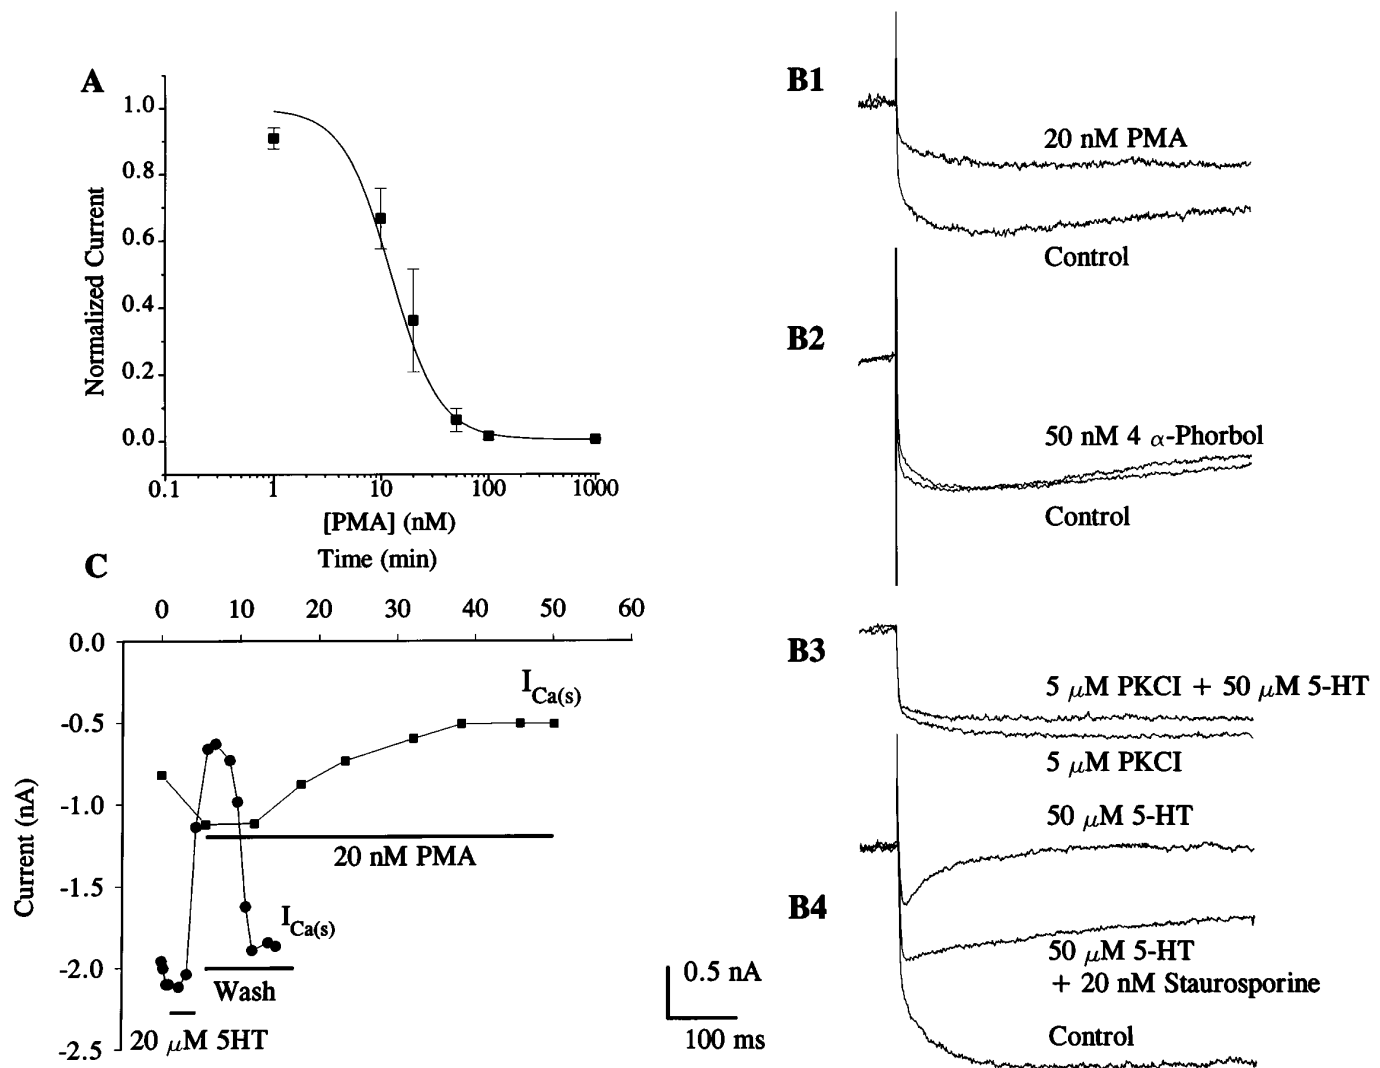 A
1.0
0.8
0.6
0.4
0.2
0.0
Normalized Current
0.1 1 10 100 1000
[PMA] (nM)
B1
20 nM PMA
Control
B2
50 nM 4 α-Phorbol
Control
B3
5 μM PKCI + 50 μM 5-HT
5 μM PKCI
B4
50 μM 5-HT
50 μM 5-HT
+ 20 nM Staurosporine
Control
0.5 nA
100 ms
C
Time (min)
0 10 20 30 40 50 60
0.0
-0.5
-1.0
-1.5
-2.0
-2.5
Current (nA)
ICa(s)
20 nM PMA
ICa(s)
Wash
20 μM 5HT